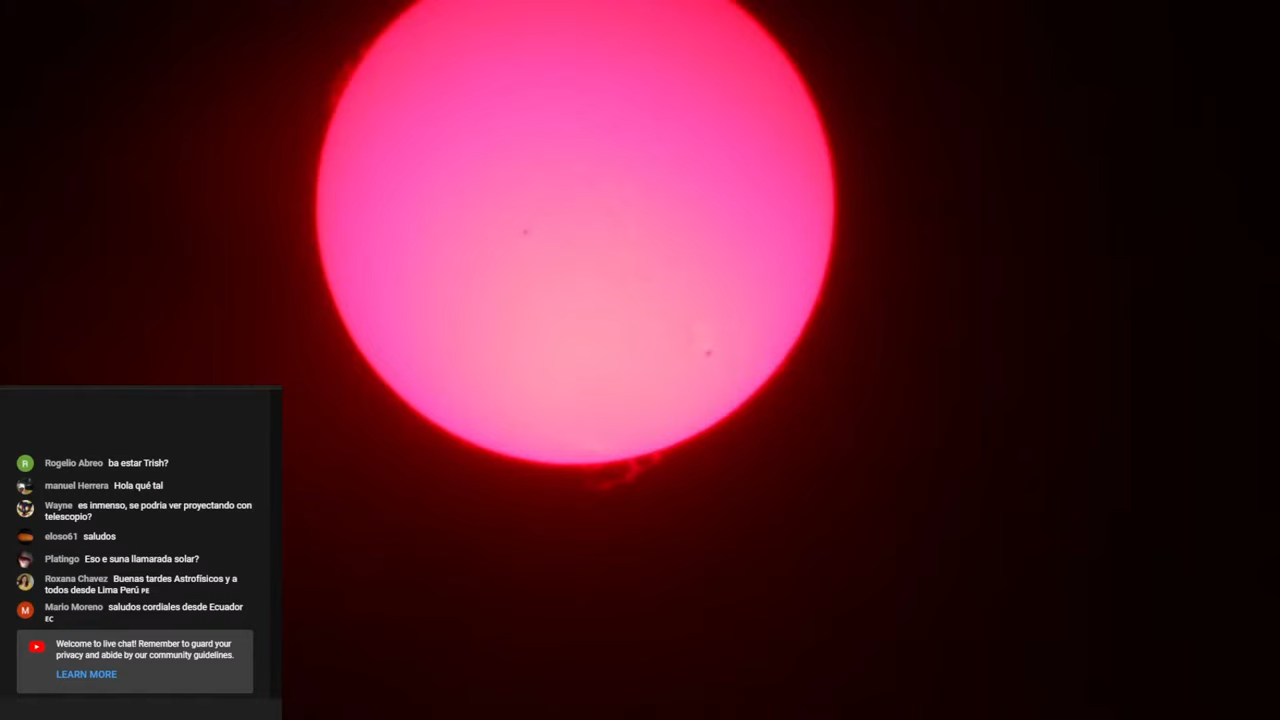 R Rogelio Abreo ba estar Trish?
manuel Herrera Hola qué tal
Wayne es inmenso, se podria ver proyectando con
telescopio?
eloso61 saludos
Platingo Eso e suna llamarada solar?
Roxana Chavez Buenas tardes Astrofísicos y a
todos desde Lima Perú PE
M Mario Moreno saludos cordiales desde Ecuador
EC
Welcome to live chat! Remember to guard your
privacy and abide by our community guidelines.
LEARN MORE